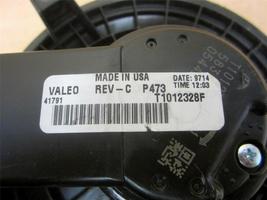 MADE IN USA
VALEO REV-C P473 DATE: 9714
TIME 12:03
41791 T1012328F